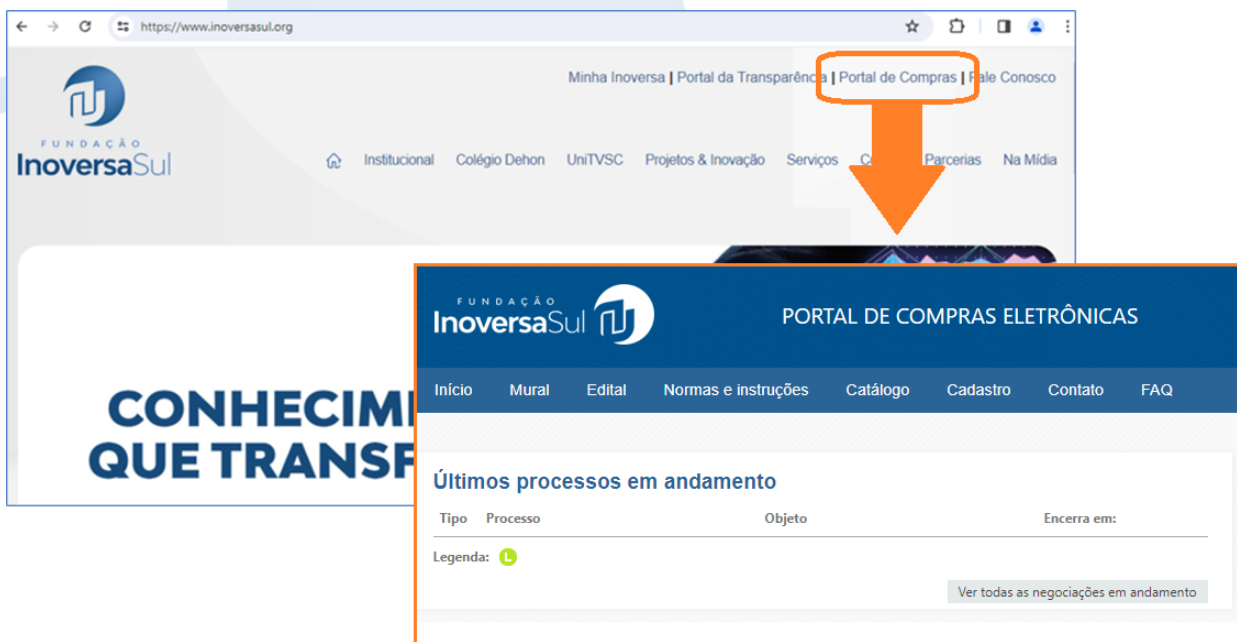 https://www.inoversasul.org
Minha Inoversa | Portal da Transparência | Portal de Compras | Fale Conosco
FUNDAÇÃO
InoversaSul
Institucional Colégio Dehon UniTVSC Projetos & Inovação Serviços Parcerias Na Mídia
CONHECIM
QUE TRANSF
FUNDAÇÃO
InoversaSul
PORTAL DE COMPRAS ELETRÔNICAS
Início Mural Edital Normas e instruções Catálogo Cadastro Contato FAQ
Últimos processos em andamento
Tipo Processo Objeto Encerra em:
Legenda: L
Ver todas as negociações em andamento